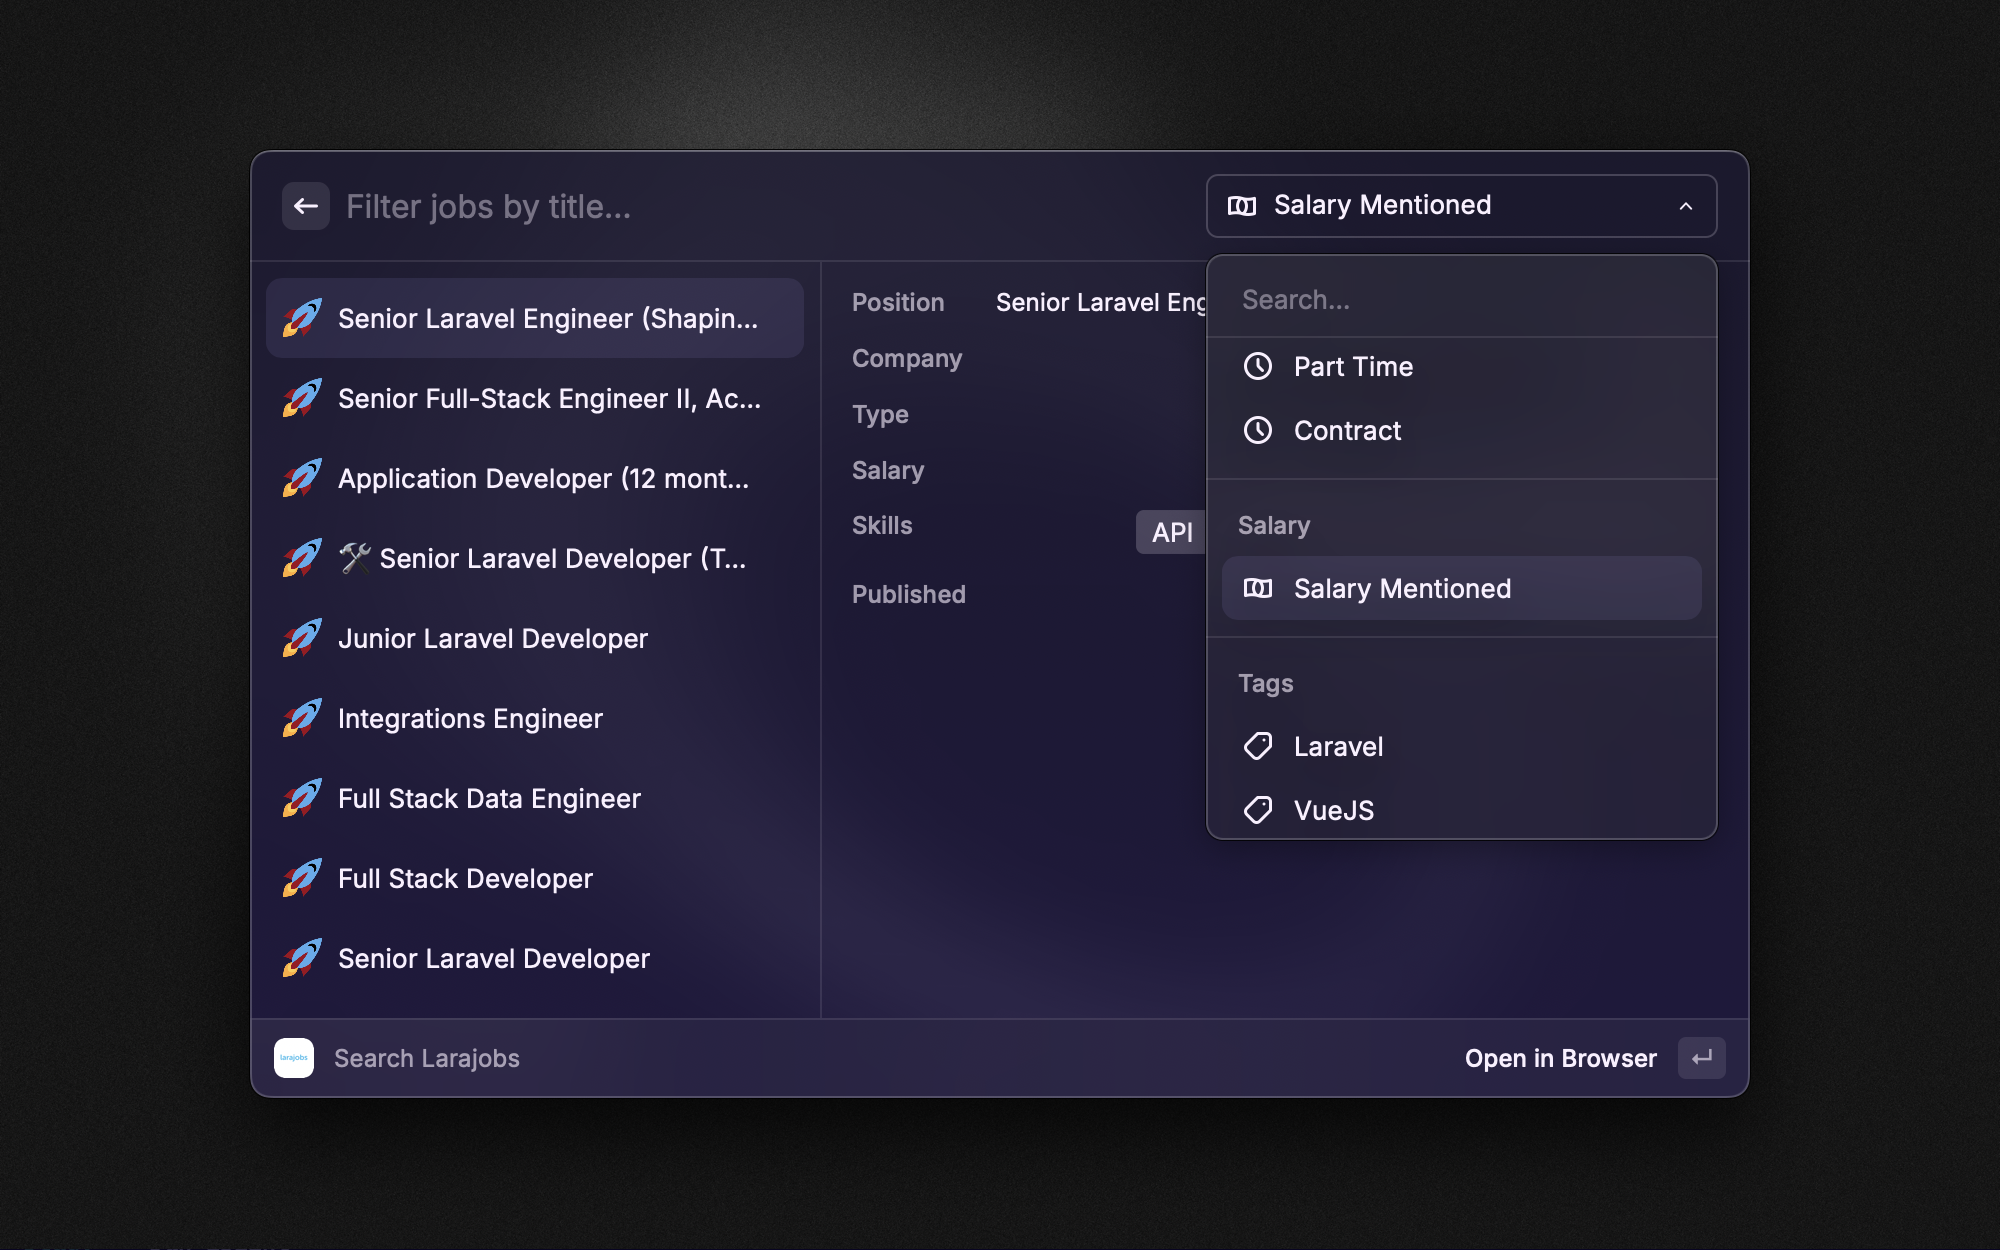 Filter jobs by title...
Salary Mentioned
Senior Laravel Engineer (Shapin...
Senior Full-Stack Engineer II, Ac...
Application Developer (12 mont...
🛠 Senior Laravel Developer (T...
Junior Laravel Developer
Integrations Engineer
Full Stack Data Engineer
Full Stack Developer
Senior Laravel Developer
Position
Senior Laravel Eng
Company
Type
Salary
Skills
API
Published
Search...
Part Time
Contract
Salary
Salary Mentioned
Tags
Laravel
VueJS
larajobs
Search Larajobs
Open in Browser